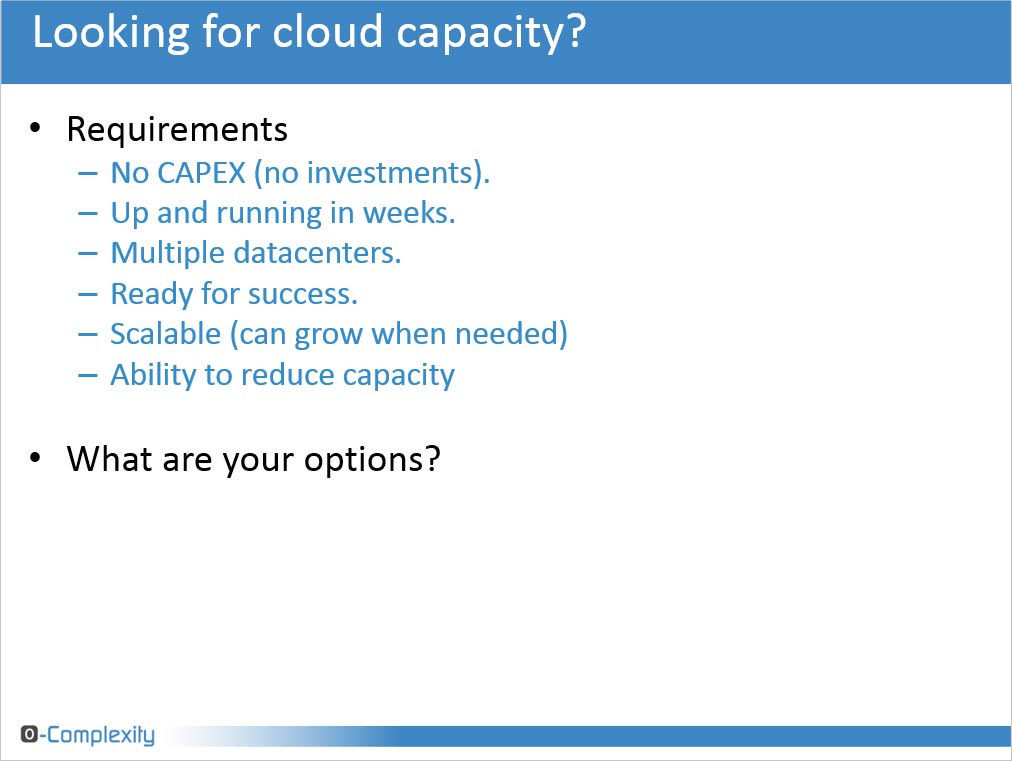 Looking for cloud capacity?
• Requirements
– No CAPEX (no investments).
– Up and running in weeks.
– Multiple datacenters.
– Ready for success.
– Scalable (can grow when needed)
– Ability to reduce capacity
• What are your options?
0-Complexity